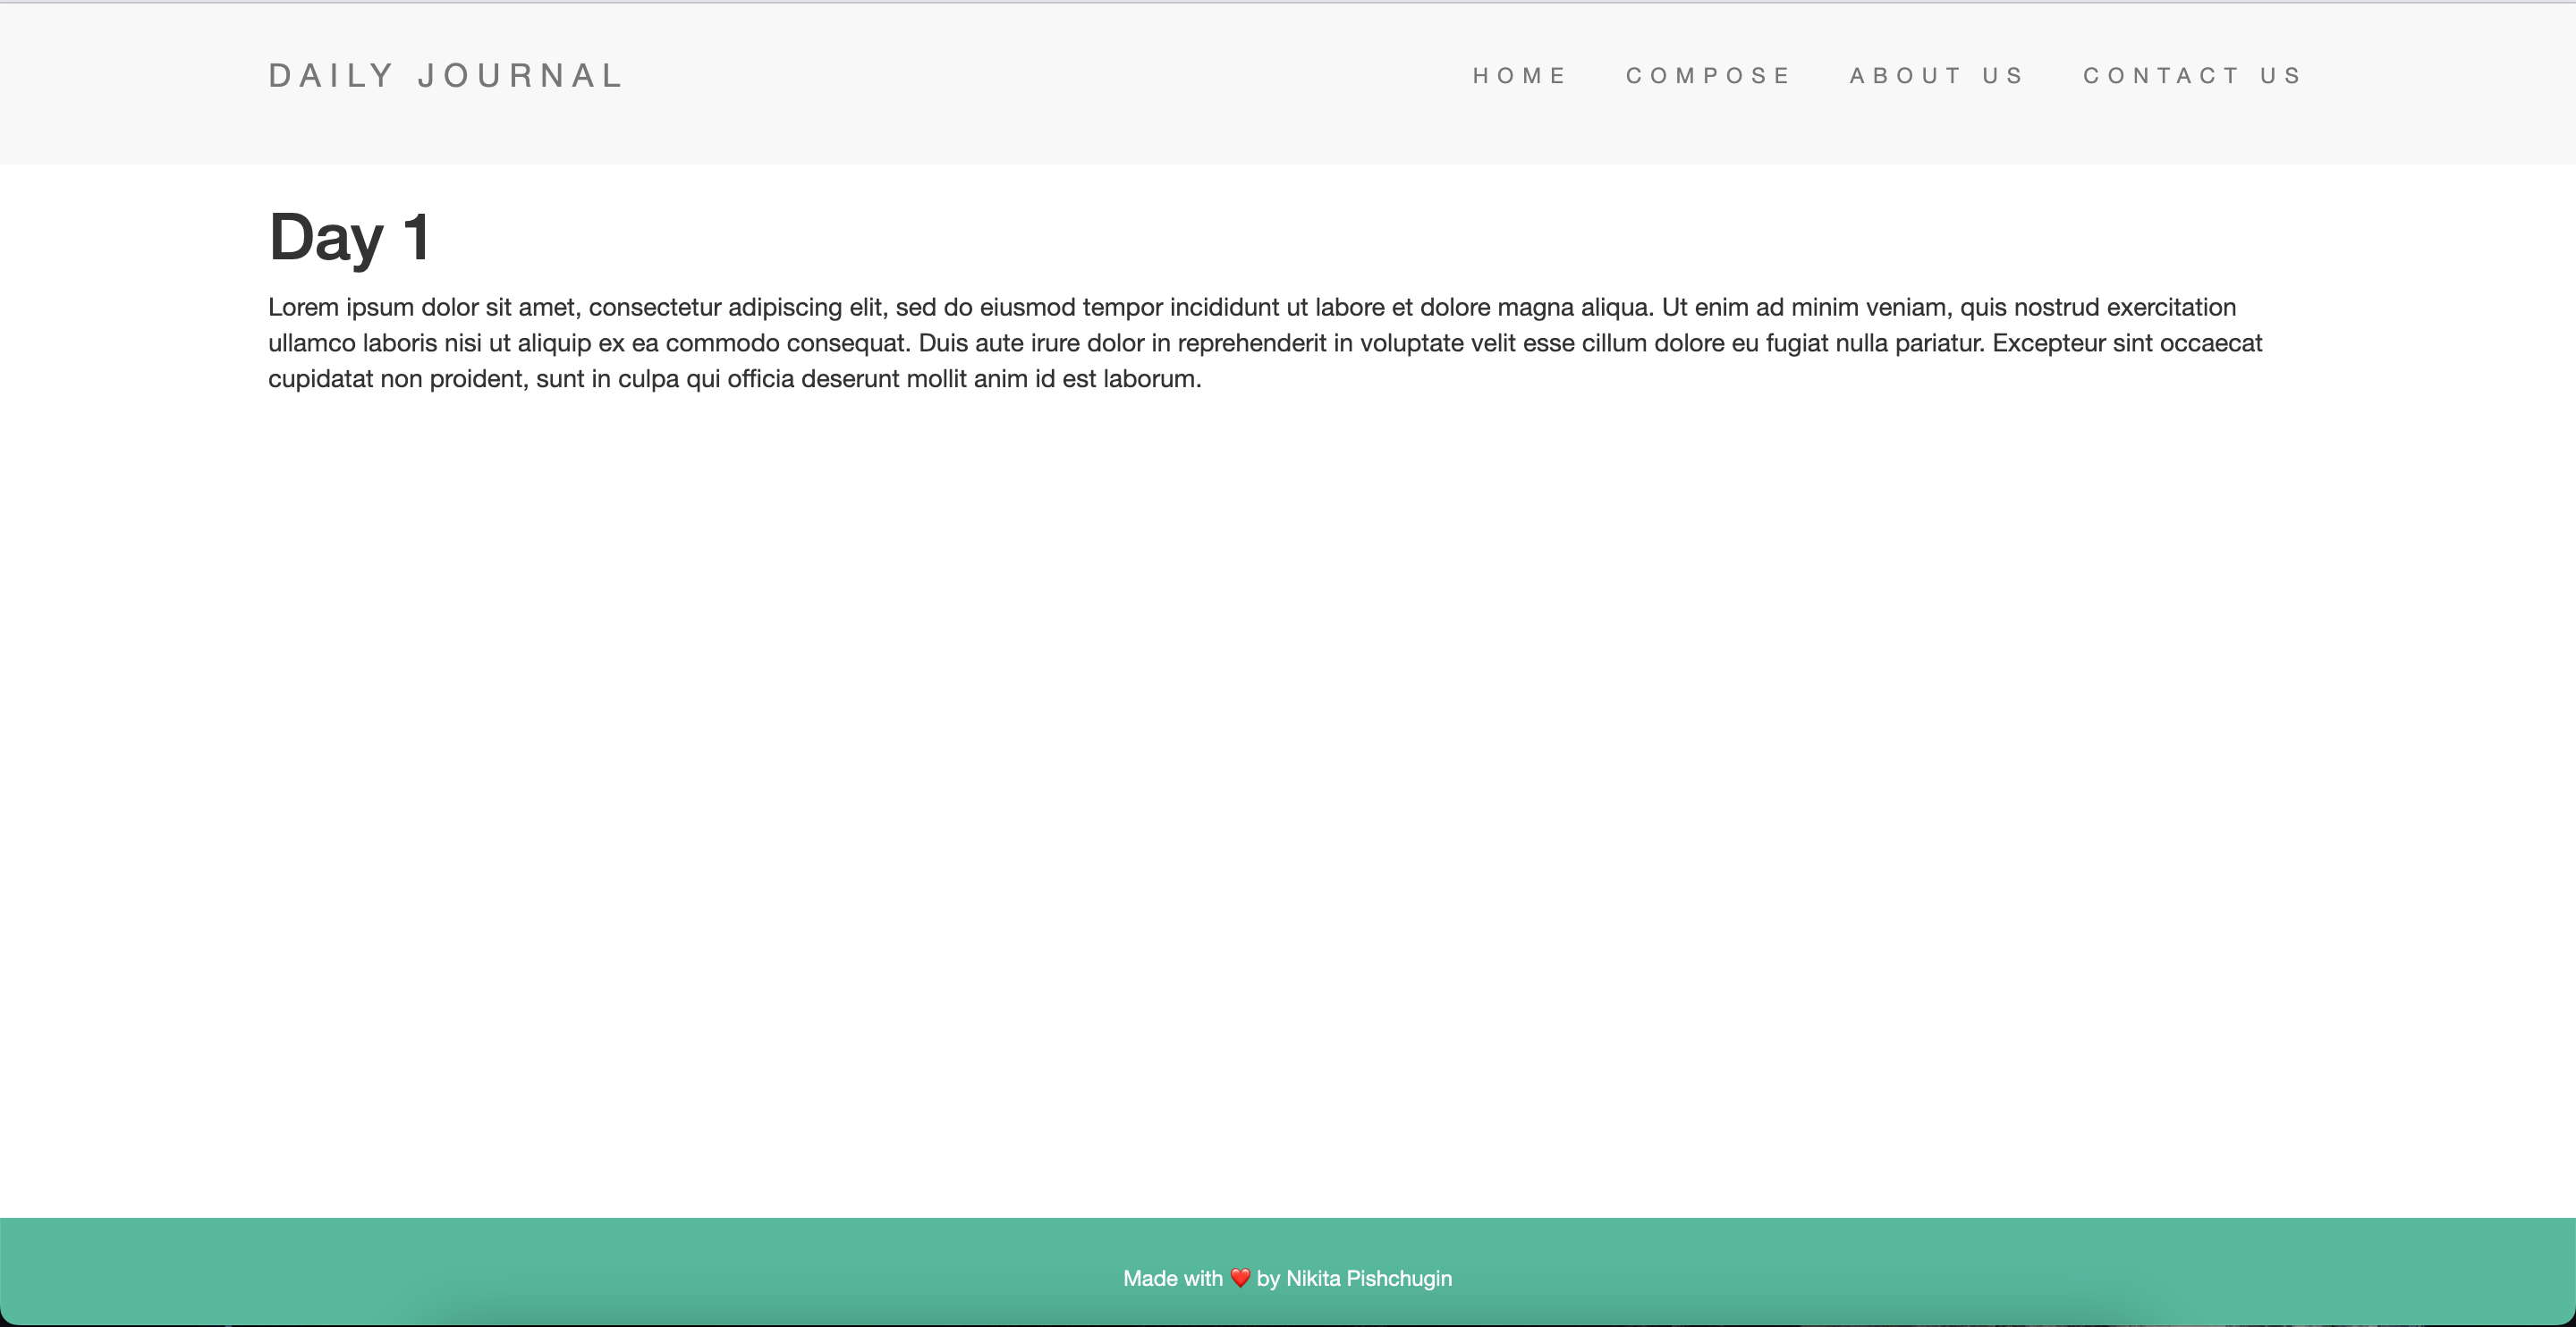 DAILY JOURNAL
HOME COMPOSE ABOUT US CONTACT US
Day 1
Lorem ipsum dolor sit amet, consectetur adipiscing elit, sed do eiusmod tempor incididunt ut labore et dolore magna aliqua. Ut enim ad minim veniam, quis nostrud exercitation
ullamco laboris nisi ut aliquip ex ea commodo consequat. Duis aute irure dolor in reprehenderit in voluptate velit esse cillum dolore eu fugiat nulla pariatur. Excepteur sint occaecat
cupidatat non proident, sunt in culpa qui officia deserunt mollit anim id est laborum.
Made with ❤️ by Nikita Pishchugin